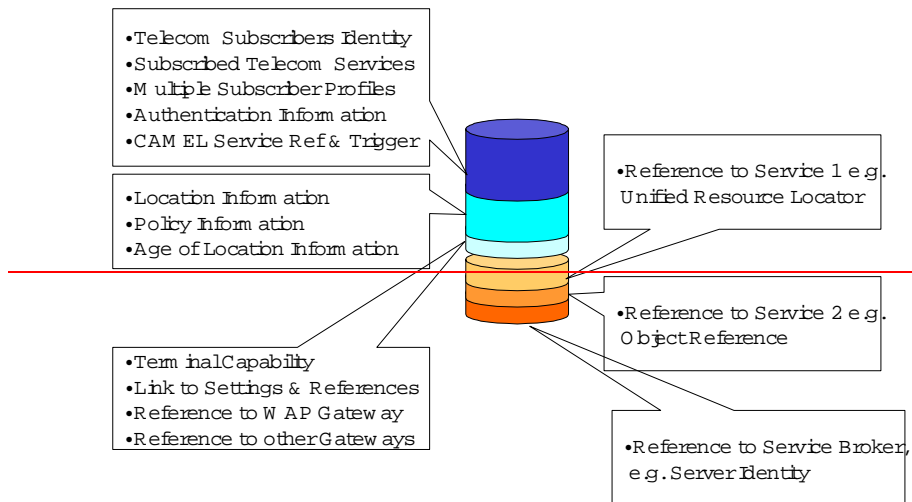 •Telecom Subscribers Identity
•Subscribed Telecom Services
•Multiple Subscriber Profiles
•Authentication Information
•CAMEL Service Ref & Trigger
•Location Information
•Policy Information
•Age of Location Information
•Terminal Capability
•Link to Settings & References
•Reference to WAP Gateway
•Reference to other Gateways
•Reference to Service 1 e.g.
Unified Resource Locator
•Reference to Service 2 e.g.
Object Reference
•Reference to Service Broker,
e.g. Server Identity